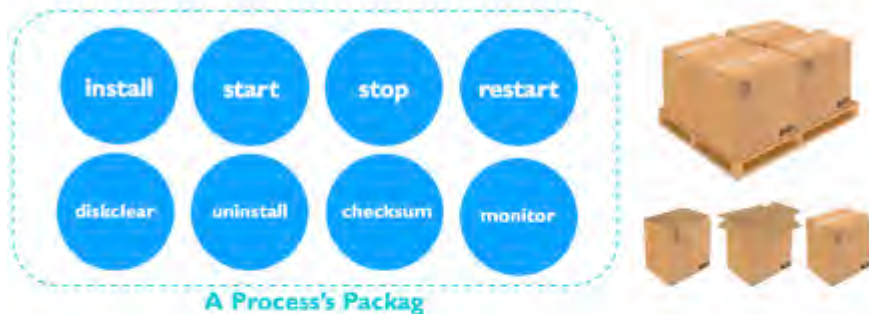 install start stop restart
diskclear uninstall checksum monitor
A Process's Packag